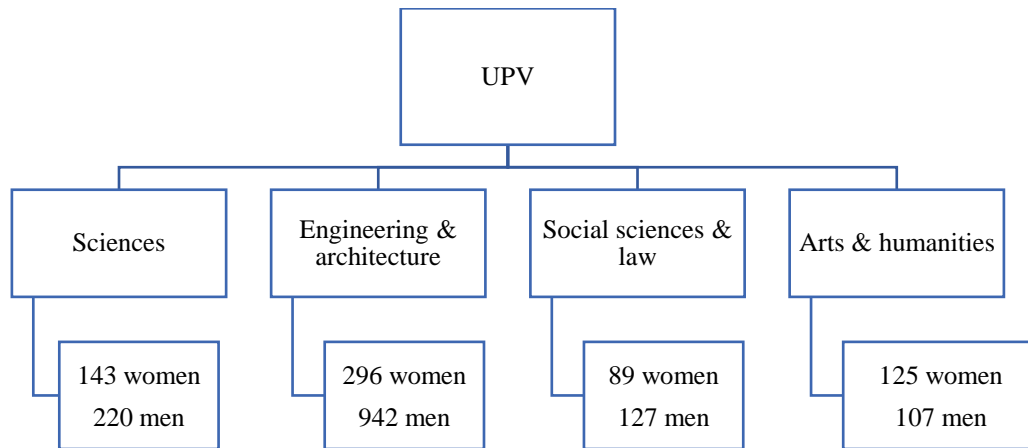 UPV
Sciences
Engineering &
architecture
Social sciences &
law
Arts & humanities
143 women
220 men
296 women
942 men
89 women
127 men
125 women
107 men